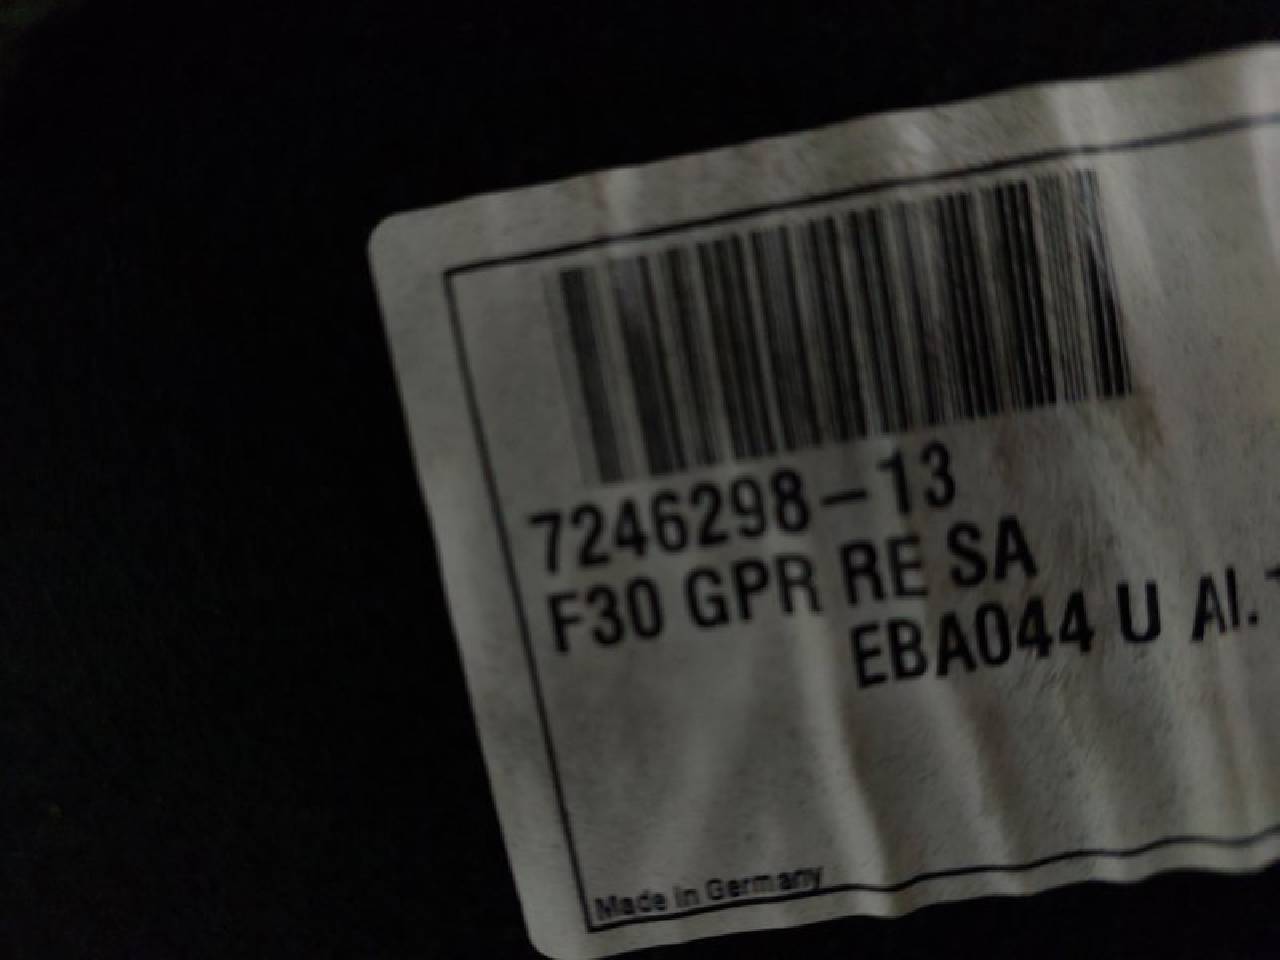 7246298-13
F30 GPR RE SA
EBA044 U AI.
Made in Germany